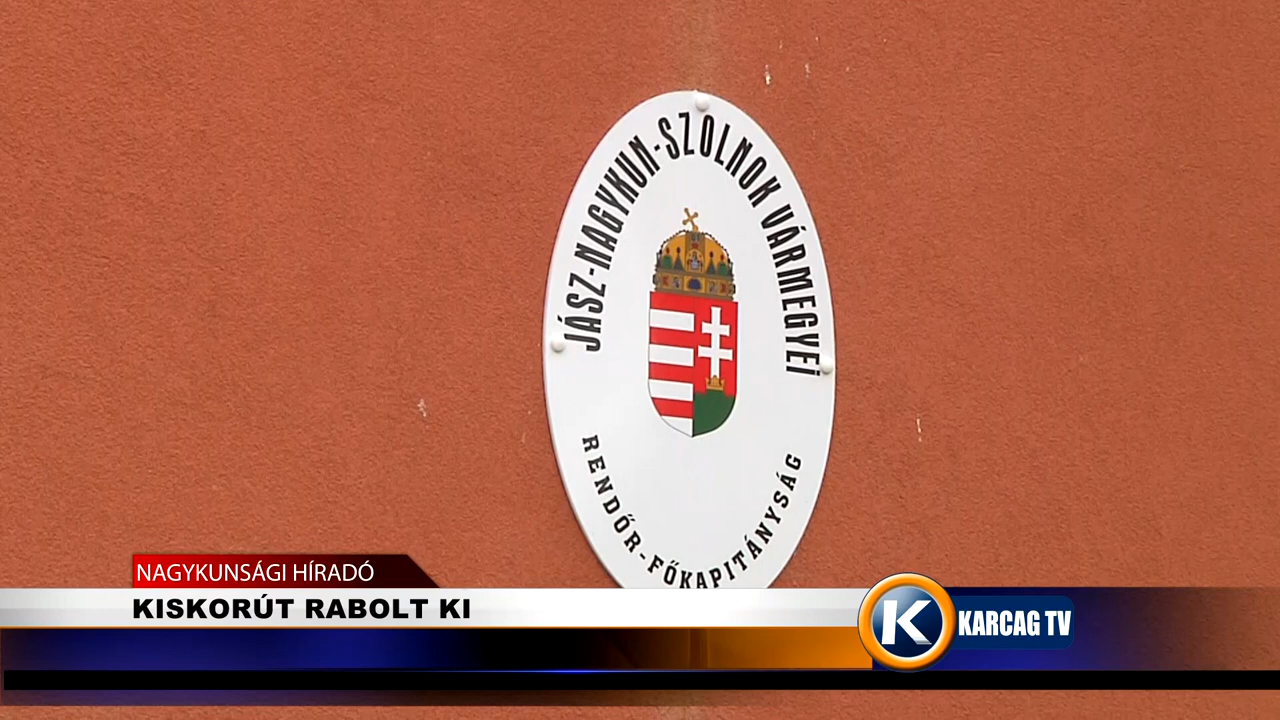 JÁSZ-NAGYKUN-SZOLNOK VÁRMEGYEI
RENDŐR-FŐKAPITÁNYSÁG
NAGYKUNSÁGI HÍRADÓ
KISKORÚT RABOLT KI
K KARCAG TV